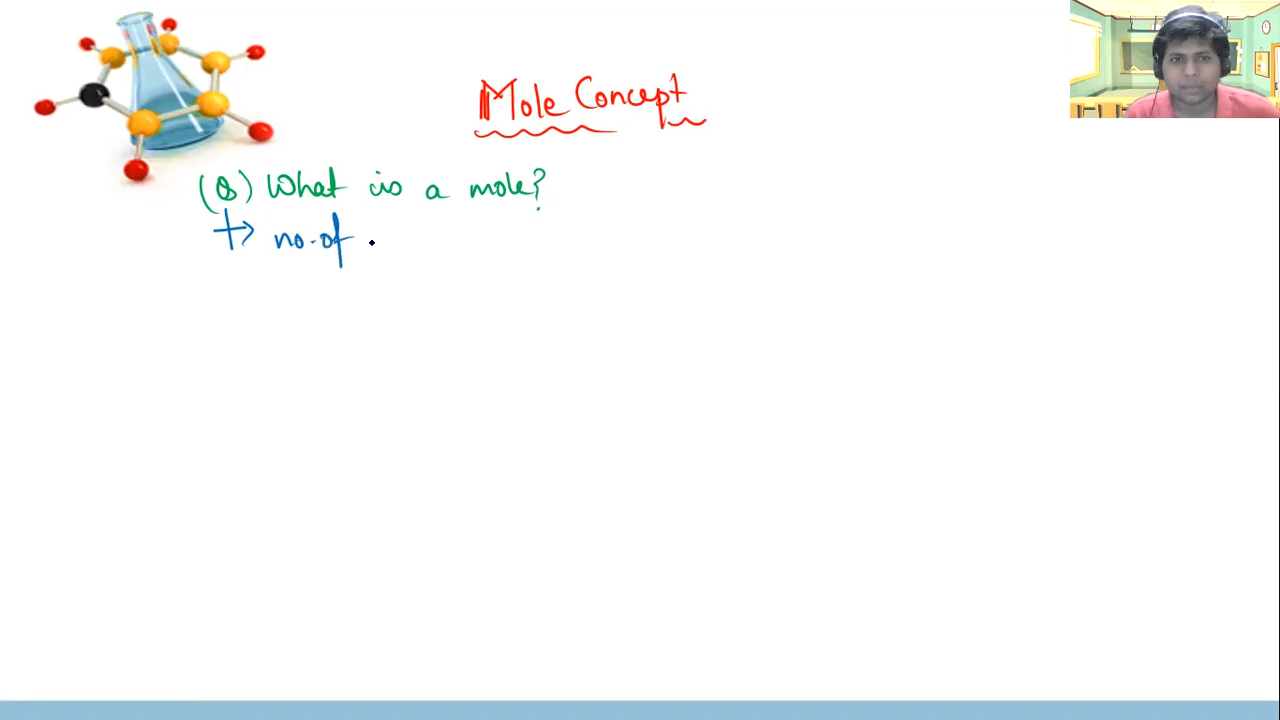 Mole Concept
(Q) What is a mole?
→ no. of